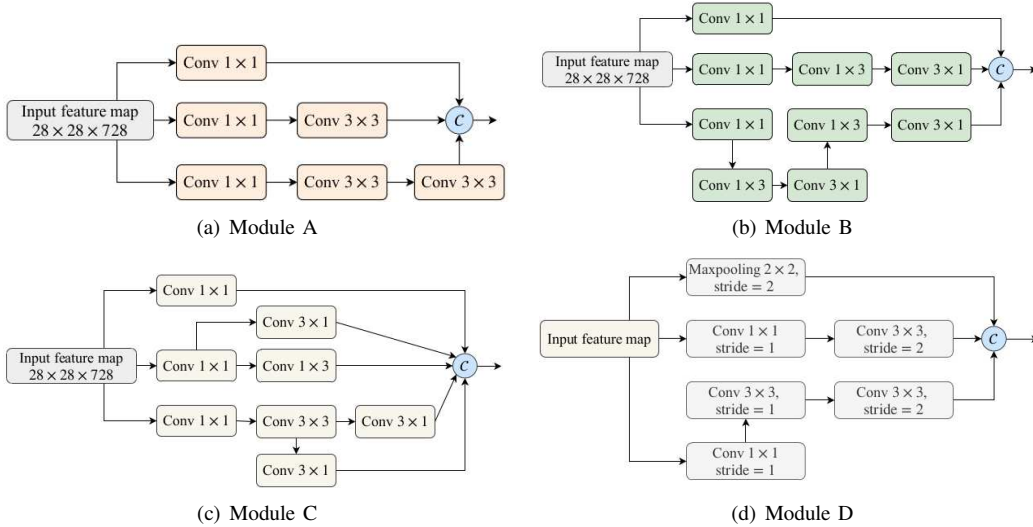 Conv 1 × 1
Input feature map
28 × 28 × 728
Conv 1 × 1
Conv 3 × 3
C
Conv 1 × 1
Conv 3 × 3
Conv 3 × 3
(a) Module A
Conv 1 × 1
Input feature map
28 × 28 × 728
Conv 1 × 1
Conv 1 × 3
Conv 3 × 1
C
Conv 1 × 1
Conv 1 × 3
Conv 3 × 1
Conv 1 × 3
Conv 3 × 1
(b) Module B
Conv 1 × 1
Conv 3 × 1
Input feature map
28 × 28 × 728
Conv 1 × 1
Conv 1 × 3
C
Conv 1 × 1
Conv 3 × 3
Conv 3 × 1
Conv 3 × 1
(c) Module C
Maxpooling 2 × 2,
stride = 2
Input feature map
Conv 1 × 1
stride = 1
Conv 3 × 3,
stride = 2
C
Conv 3 × 3,
stride = 1
Conv 3 × 3,
stride = 2
Conv 1 × 1
stride = 1
(d) Module D